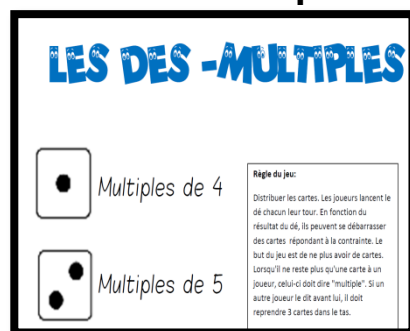 LES DES -MULTIPLES
Multiples de 4
Multiples de 5
Règle du jeu:
Distribuer les cartes. Les joueurs lancent le
dé chacun leur tour. En fonction du
résultat du dé, ils peuvent se débarrasser
des cartes répondant à la contrainte. Le
but du jeu est de ne plus avoir de cartes.
Lorsqu'il ne reste plus qu'une carte à un
joueur, celui-ci doit dire "multiple". Si un
autre joueur le dit avant lui, il doit
reprendre 3 cartes dans le tas.